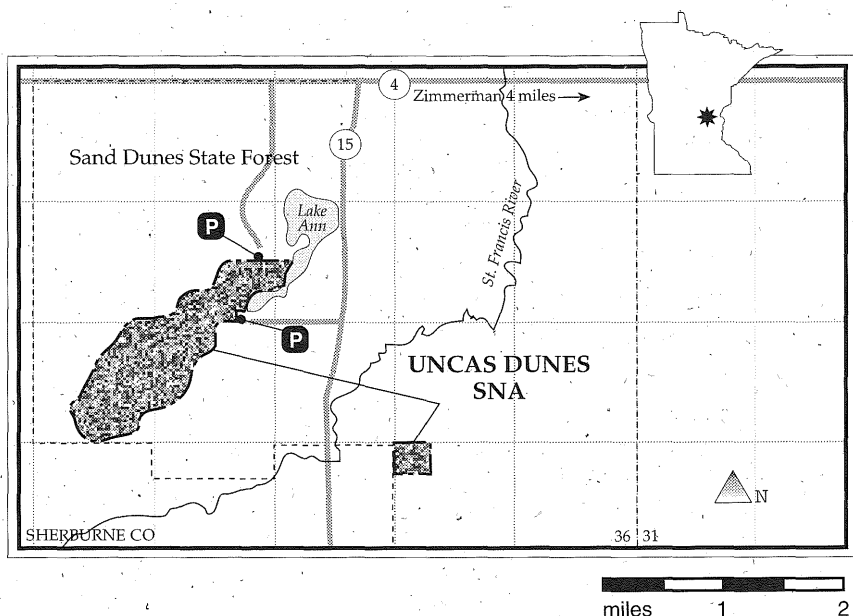 4
Zimmerman 4 miles
15
Sand Dunes State Forest
Lake
Ann
P
St. Francis River
P
UNCAS DUNES
SNA
N
SHERBURNE CO
36 31
miles 1 2